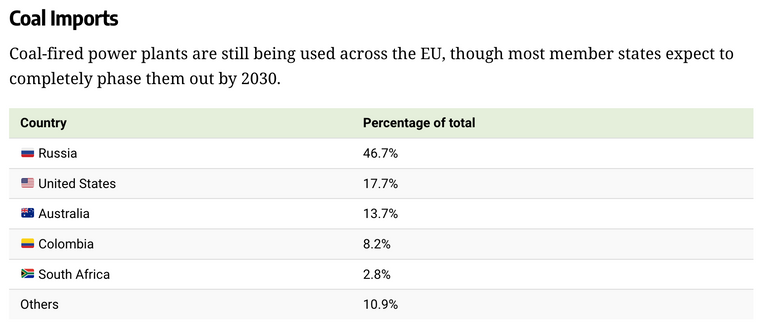 Coal Imports
Coal-fired power plants are still being used across the EU, though most member states expect to
completely phase them out by 2030.
Country Percentage of total
Russia 46.7%
United States 17.7%
Australia 13.7%
Colombia 8.2%
South Africa 2.8%
Others 10.9%